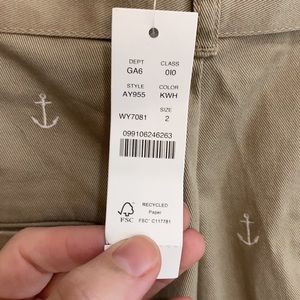 DEPT CLASS
GA6 010
STYLE COLOR
AY955 KWH
SIZE
WY7081 2
099106246263
FSC
RECYCLED
Paper
FSC® C117781